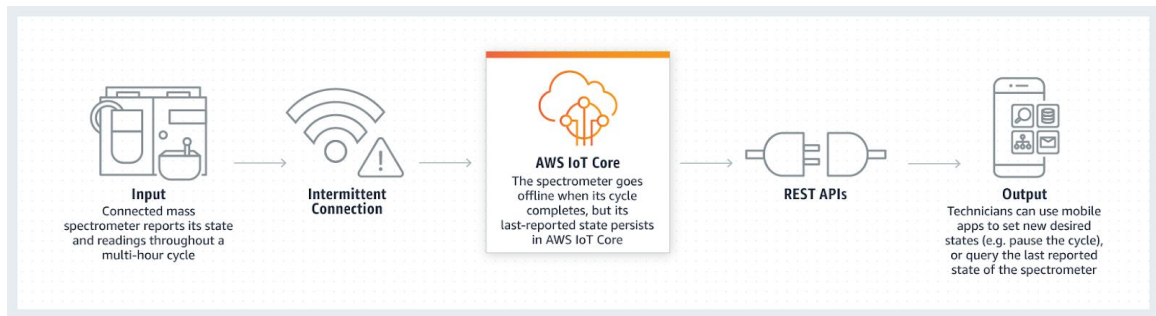 Input
Connected mass
spectrometer reports its state
and readings throughout a
multi-hour cycle
Intermittent
Connection
AWS IoT Core
The spectrometer goes
offline when its cycle
completes, but its
last-reported state persists
in AWS IoT Core
REST APIs
Output
Technicians can use mobile
apps to set new desired
states (e.g. pause the cycle),
or query the last reported
state of the spectrometer